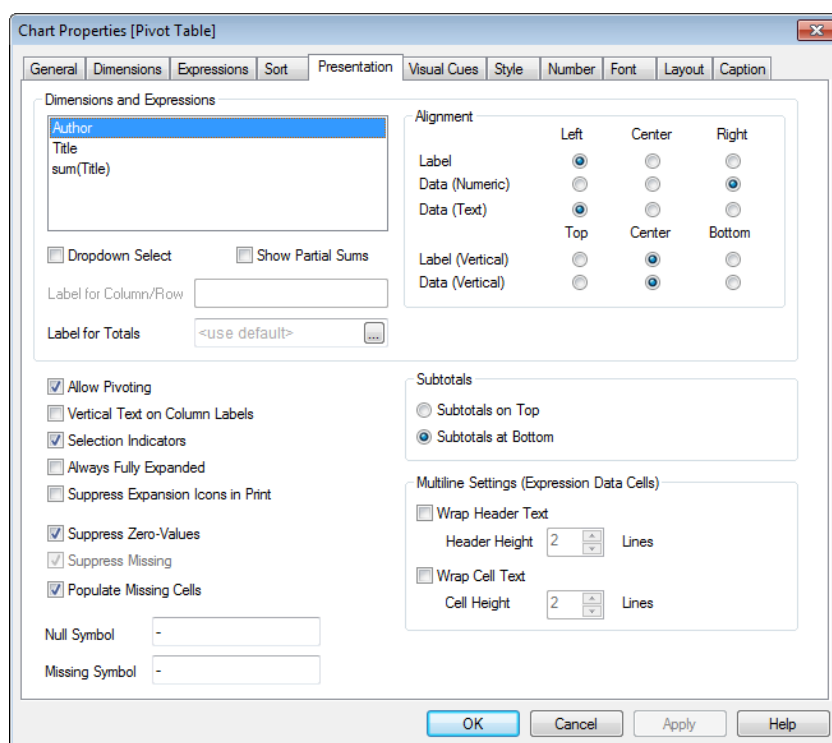 Chart Properties [Pivot Table]
General Dimensions Expressions Sort Presentation Visual Cues Style Number Font Layout Caption
Dimensions and Expressions
Author
Title
sum(Title)
Dropdown Select Show Partial Sums
Label for Column/Row
Label for Totals <use default> ...
Alignment
Left Center Right
Label
Data (Numeric)
Data (Text)
Top Center Bottom
Label (Vertical)
Data (Vertical)
Allow Pivoting
Vertical Text on Column Labels
Selection Indicators
Always Fully Expanded
Suppress Expansion Icons in Print
Suppress Zero-Values
Suppress Missing
Populate Missing Cells
Null Symbol -
Missing Symbol -
Subtotals
Subtotals on Top
Subtotals at Bottom
Multiline Settings (Expression Data Cells)
Wrap Header Text
Header Height 2 Lines
Wrap Cell Text
Cell Height 2 Lines
OK Cancel Apply Help